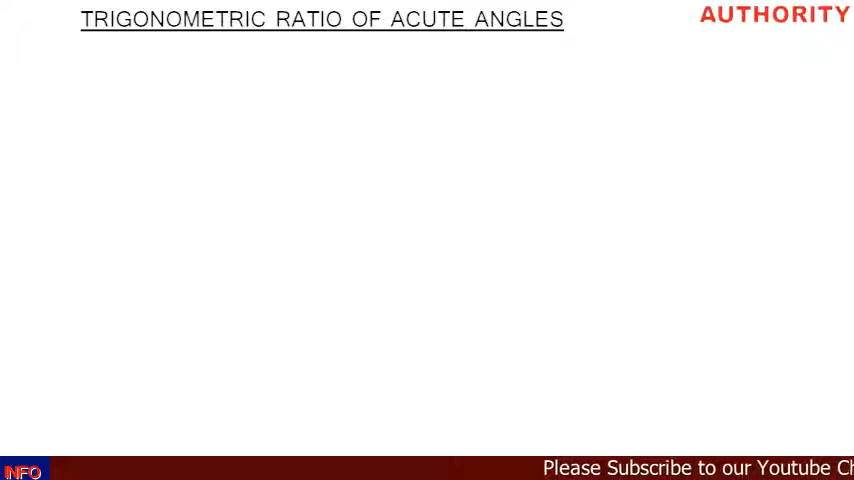 TRIGONOMETRIC RATIO OF ACUTE ANGLES
AUTHORITY
INFO
Please Subscribe to our Youtube